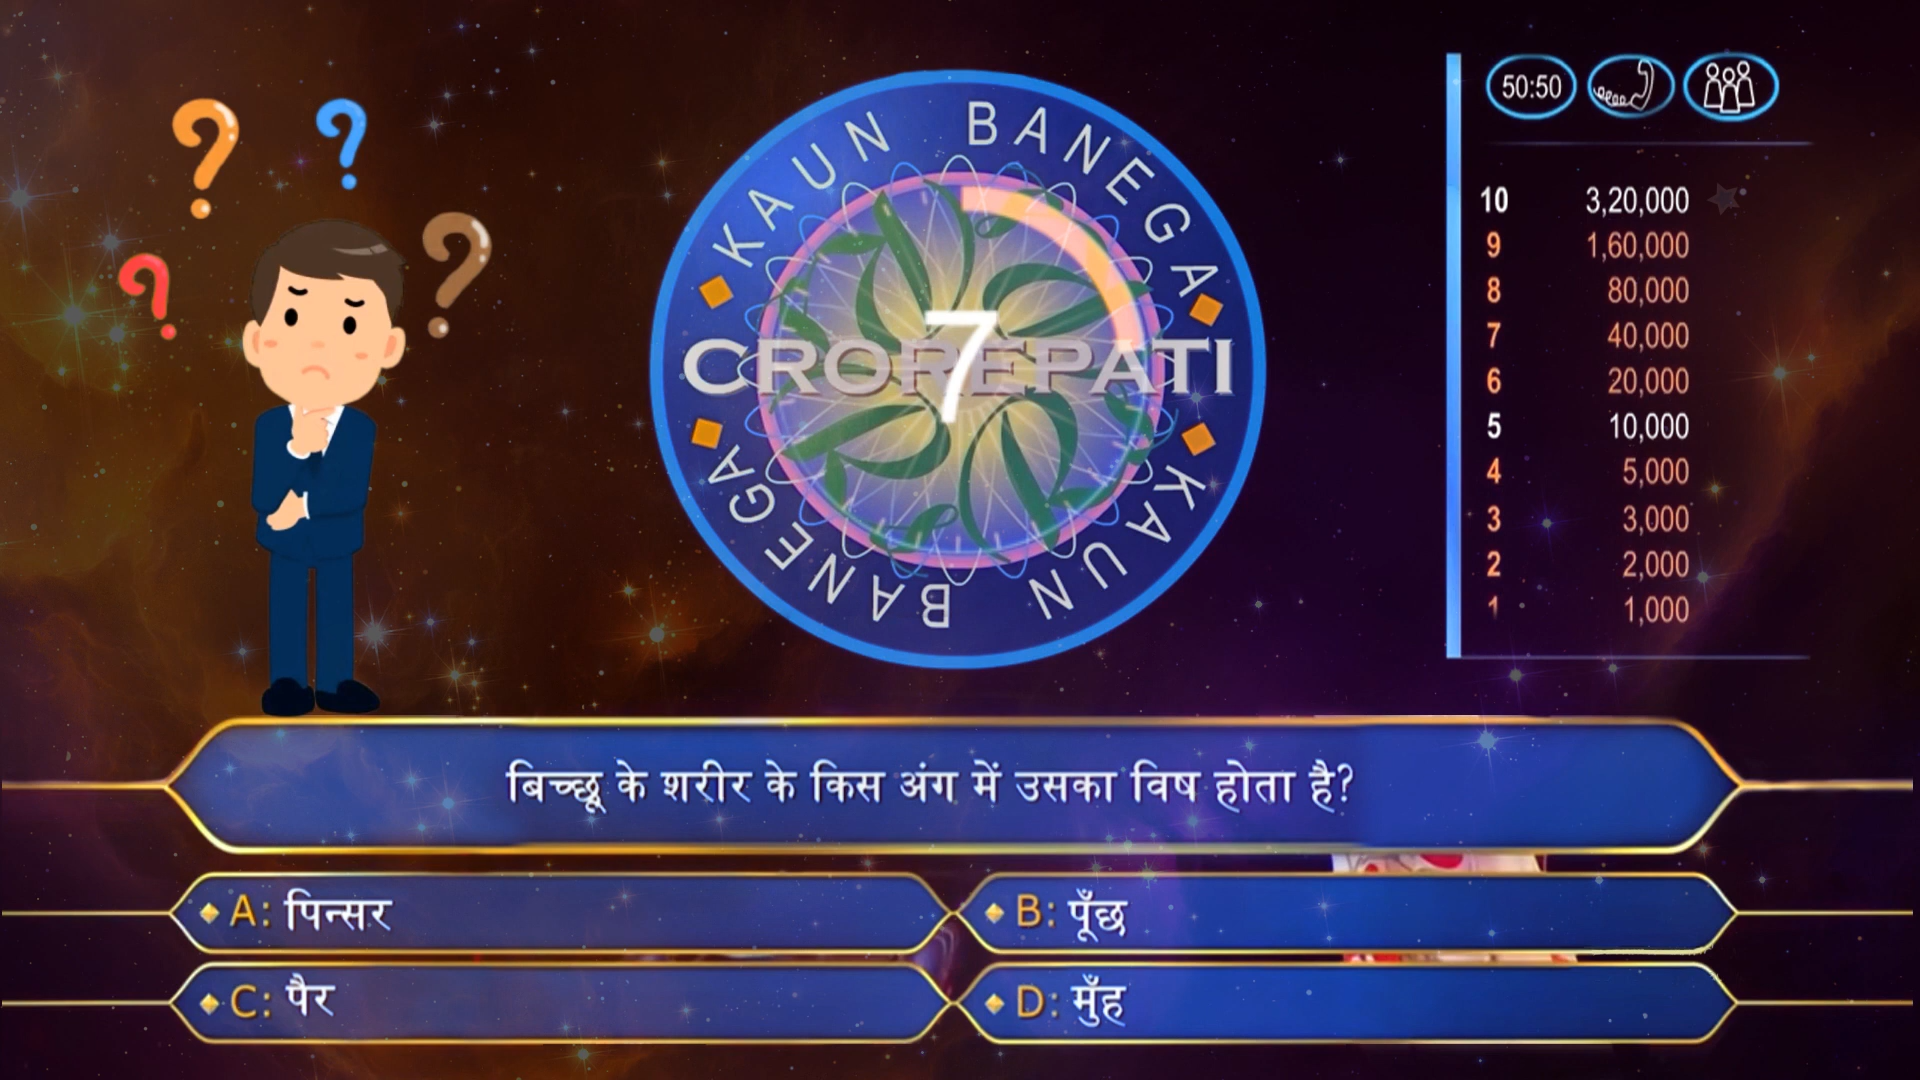 KAUN BANEGA
CROREPATI
KAUN BANEGA
7
50:50
10 3,20,000
9 1,60,000
8 80,000
7 40,000
6 20,000
5 10,000
4 5,000
3 3,000
2 2,000
1 1,000
बिच्छू के शरीर के किस अंग में उसका विष होता है?
A: पिन्सर
B: पूँछ
C: पैर
D: मुँह